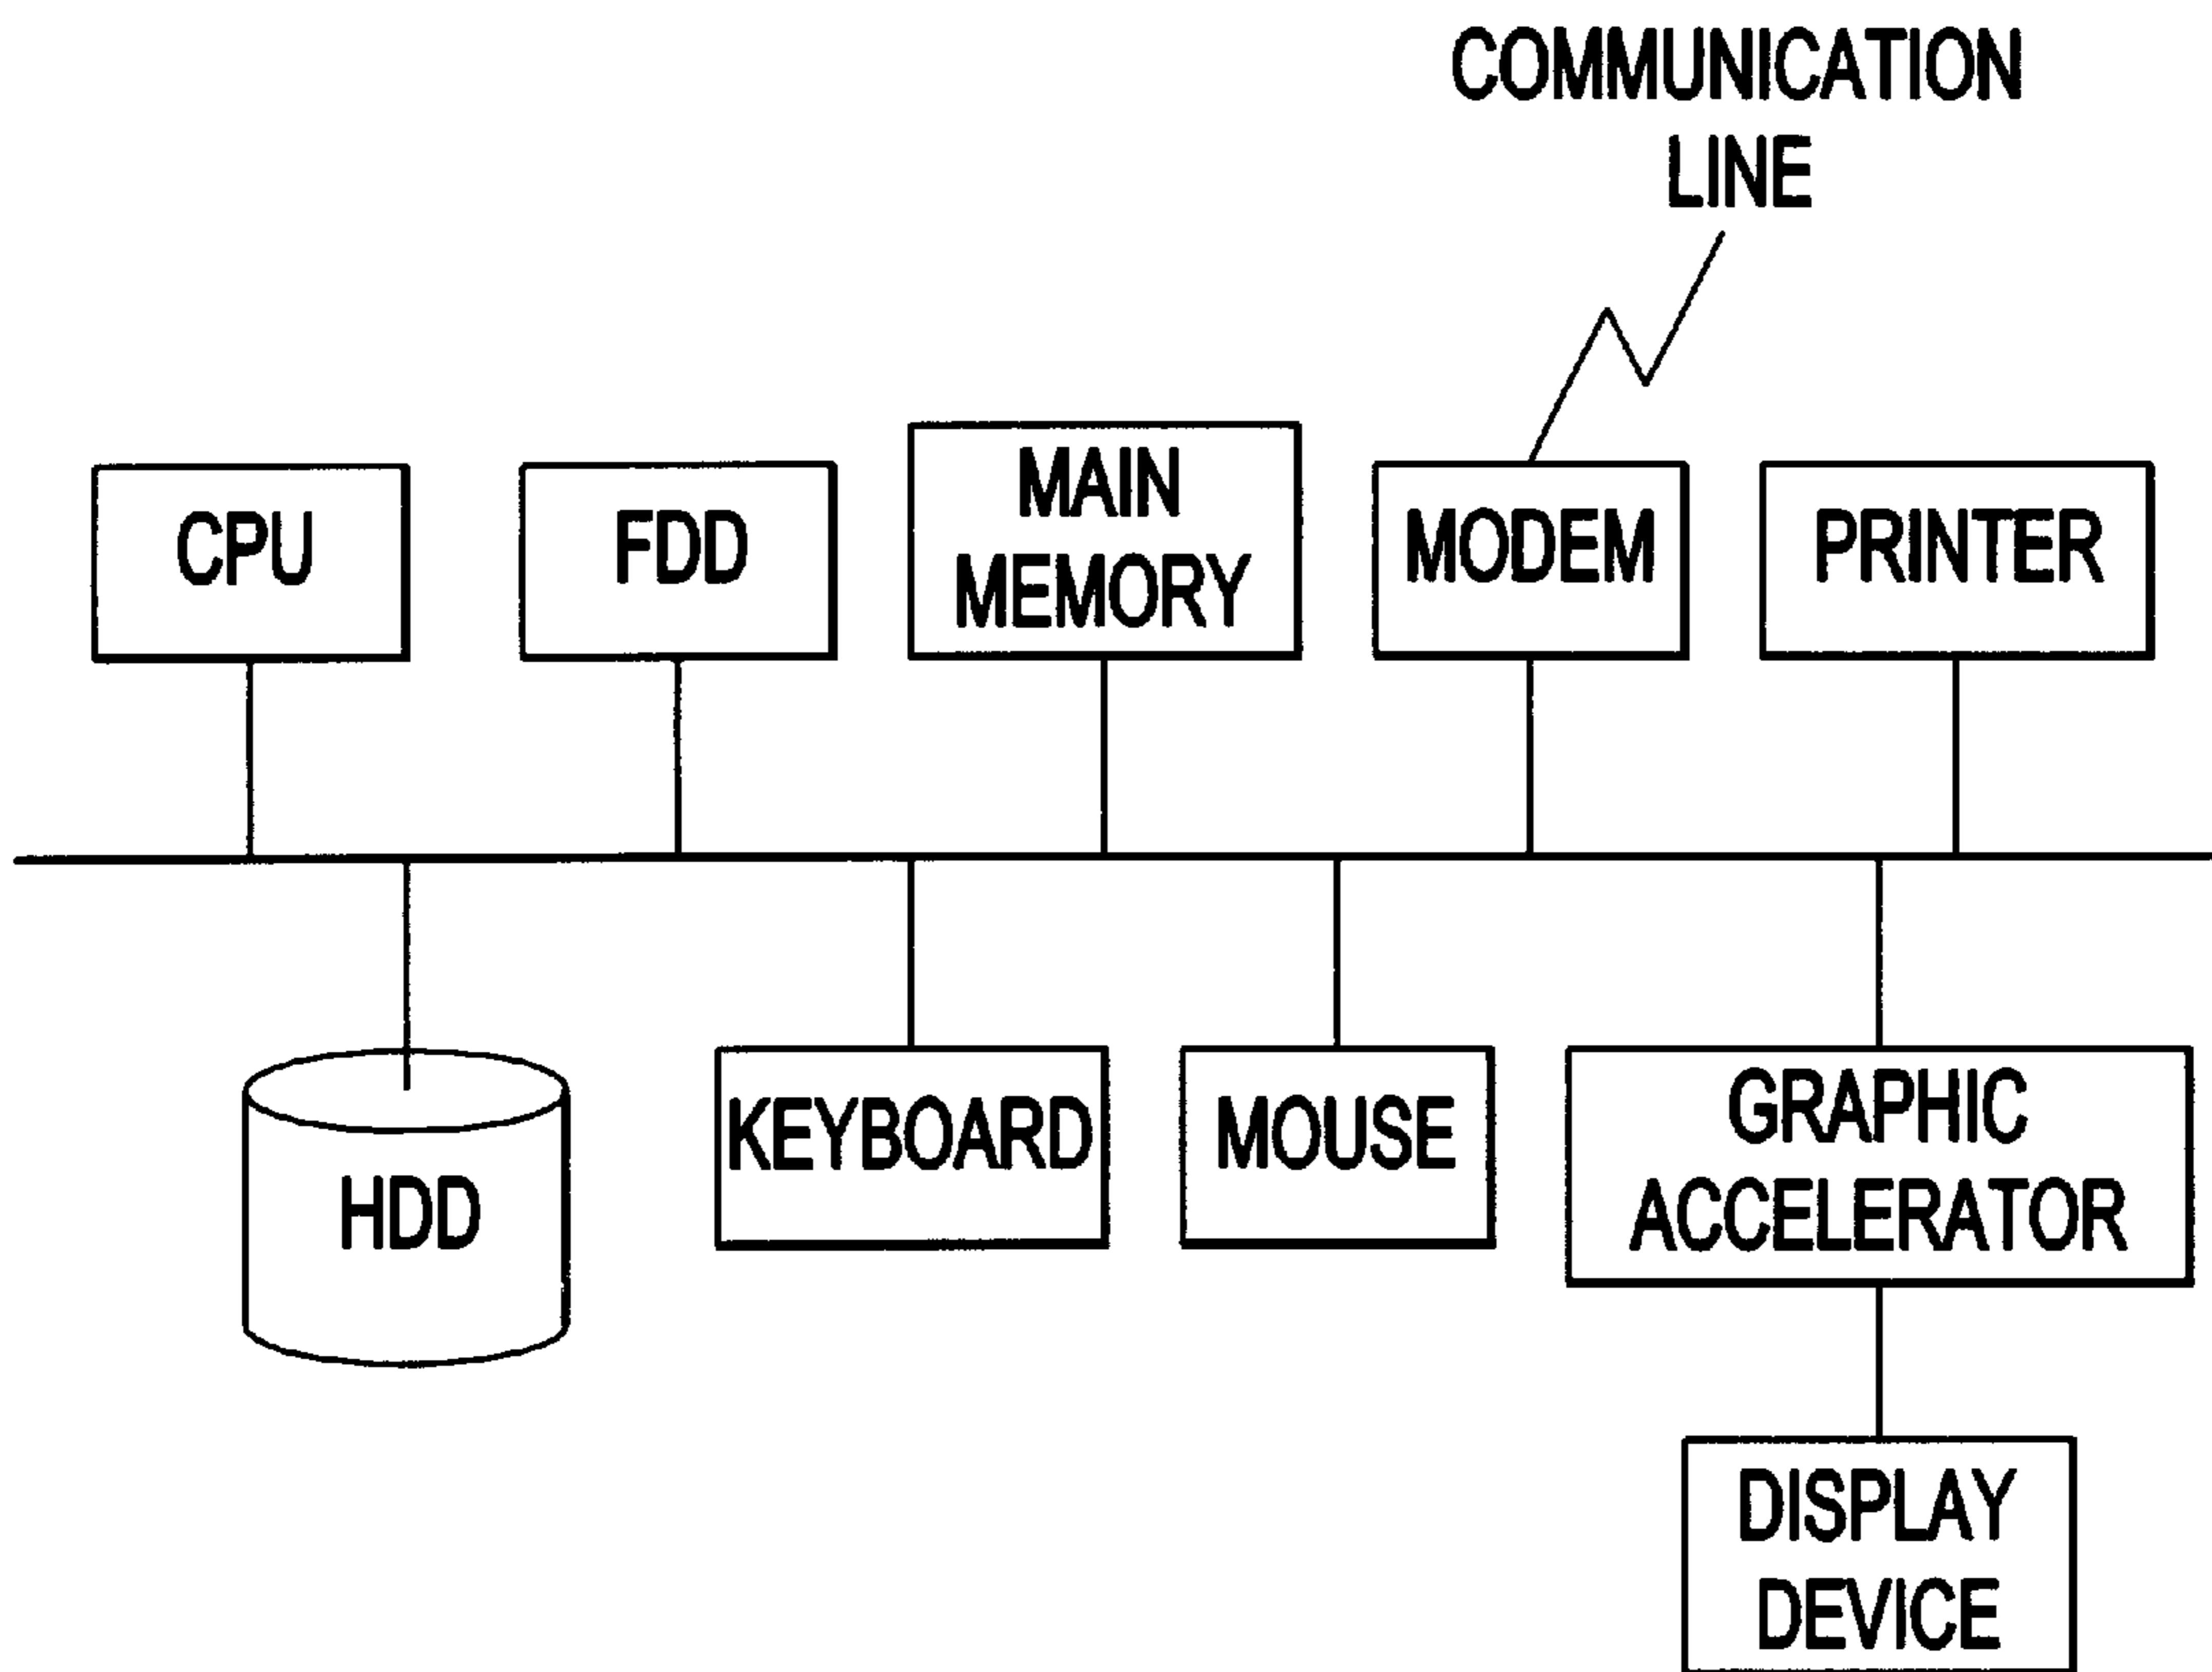 COMMUNICATION
LINE
CPU
FDD
MAIN
MEMORY
MODEM
PRINTER
HDD
KEYBOARD
MOUSE
GRAPHIC
ACCELERATOR
DISPLAY
DEVICE